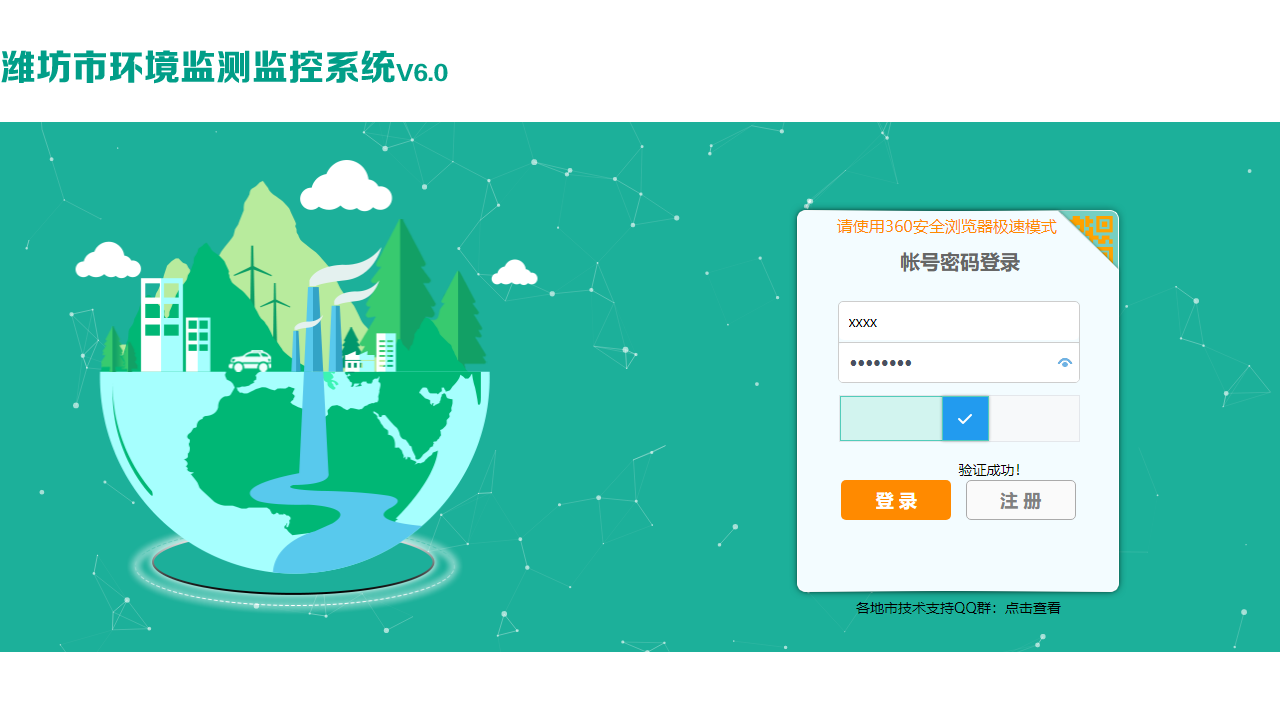 潍坊市环境监测监控系统V6.0
请使用360安全浏览器极速模式
帐号密码登录
xxxx
••••••••
验证成功！
登 录
注 册
各地市技术支持QQ群：点击查看